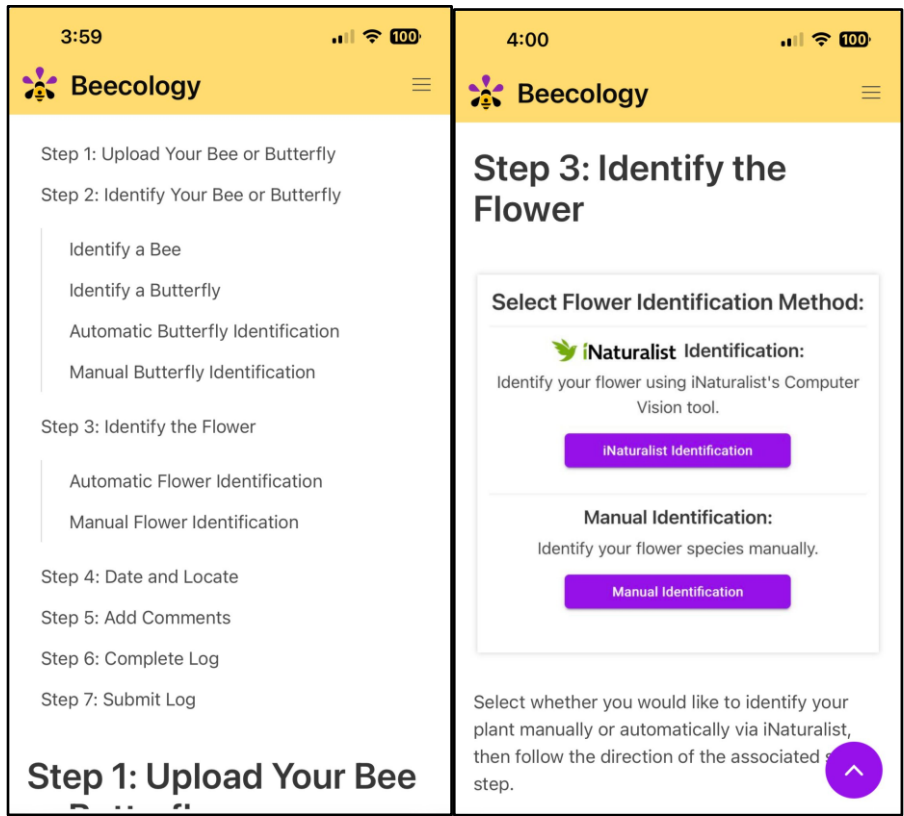 3:59
100
Beecology
Step 1: Upload Your Bee or Butterfly
Step 2: Identify Your Bee or Butterfly
Identify a Bee
Identify a Butterfly
Automatic Butterfly Identification
Manual Butterfly Identification
Step 3: Identify the Flower
Automatic Flower Identification
Manual Flower Identification
Step 4: Date and Locate
Step 5: Add Comments
Step 6: Complete Log
Step 7: Submit Log
Step 1: Upload Your Bee
4:00
100
Beecology
Step 3: Identify the
Flower
Select Flower Identification Method:
iNaturalist Identification:
Identify your flower using iNaturalist's Computer
Vision tool.
iNaturalist Identification
Manual Identification:
Identify your flower species manually.
Manual Identification
Select whether you would like to identify your
plant manually or automatically via iNaturalist,
then follow the direction of the associated
step.